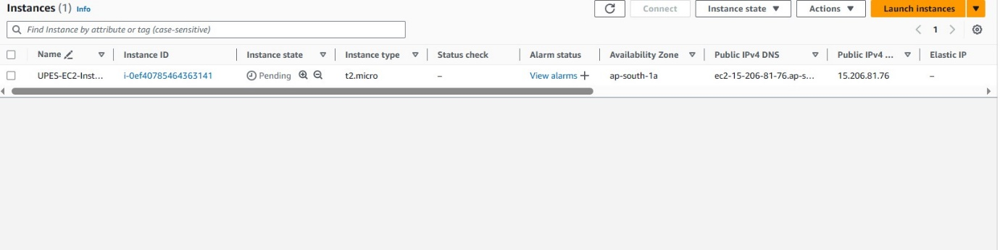 Instances (1) Info Connect Instance state Actions Launch instances
Find Instance by attribute or tag (case-sensitive) 1
Name Instance ID Instance state Instance type Status check Alarm status Availability Zone Public IPv4 DNS Public IPv4 ... Elastic IP
UPES-EC2-Inst... i-0ef40785464363141 Pending t2.micro – View alarms + ap-south-1a ec2-15-206-81-76.ap-s... 15.206.81.76 –